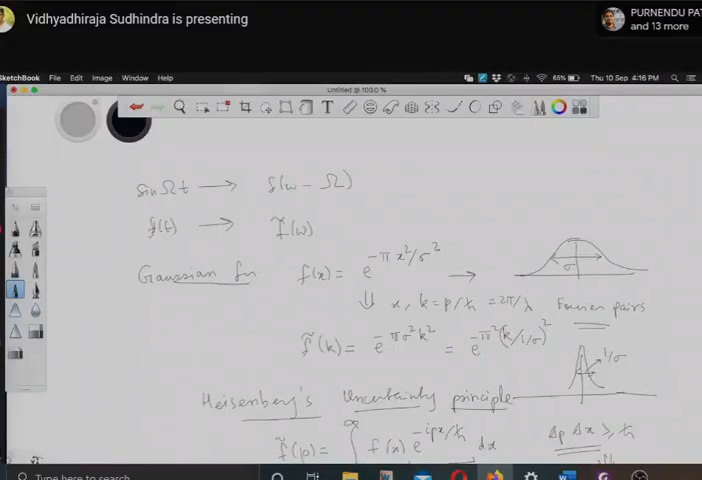 Vidhyadhiraja Sudhindra is presenting
PURNENDU PAT
and 13 more
SketchBook File Edit Image Window Help
65% Thu 10 Sep 4:16 PM
Untitled @ 100.0 %
sin Ωt → δ(ω − Ω)
f(t) → f̃(ω)
Gaussian fn f(x) = e^{-πx²/σ²} →
σ
⇓ x, k = p/ħ = 2π/λ Fourier pairs
f̃(k) = e^{-πσ²k²} = e^{-π²(k/1/σ)²}
1/σ
Heisenberg's Uncertainty principle
f̃(p) = ∫^∞ f(x) e^{-ipx/ħ} dx Δp Δx ≥ ħ
Type here to search